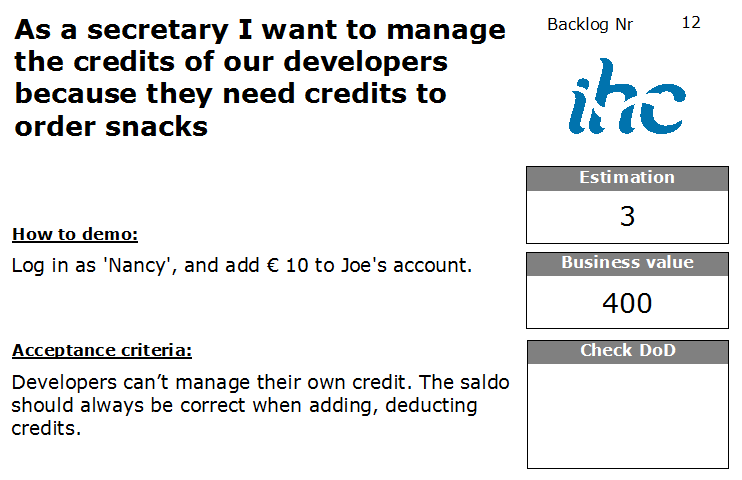 As a secretary I want to manage
the credits of our developers
because they need credits to
order snacks
Backlog Nr 12
ihc
Estimation
3
How to demo:
Log in as 'Nancy', and add € 10 to Joe's account.
Business value
400
Acceptance criteria:
Developers can’t manage their own credit. The saldo
should always be correct when adding, deducting
credits.
Check DoD